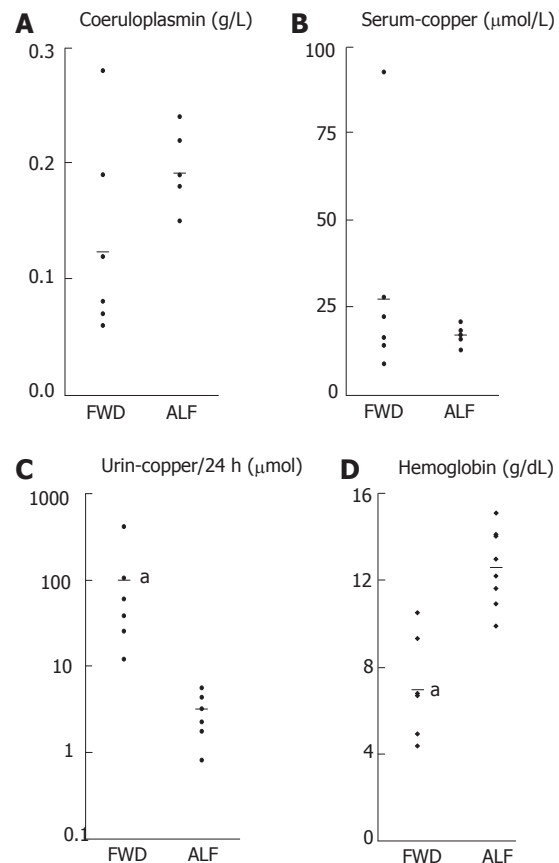 A Coeruloplasmin (g/L)
0.3
0.2
0.1
0.0
FWD ALF
B Serum-copper (μmol/L)
100
75
50
25
0
FWD ALF
C Urin-copper/24 h (μmol)
1000
100
10
1
0.1
a
FWD ALF
D Hemoglobin (g/dL)
16
12
8
4
0
a
FWD ALF